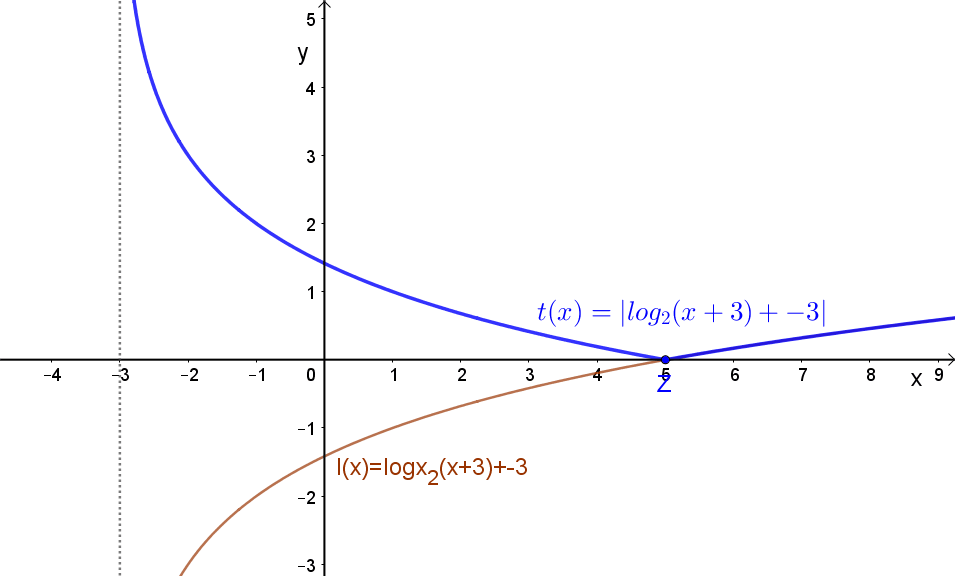 5
y
4
3
2
1
t(x) = |log₂(x + 3) + −3|
−4 −3 −2 −1 0 1 2 3 4 5 6 7 8 x 9
Z
−1
l(x)=logx₂(x+3)+-3
−2
−3